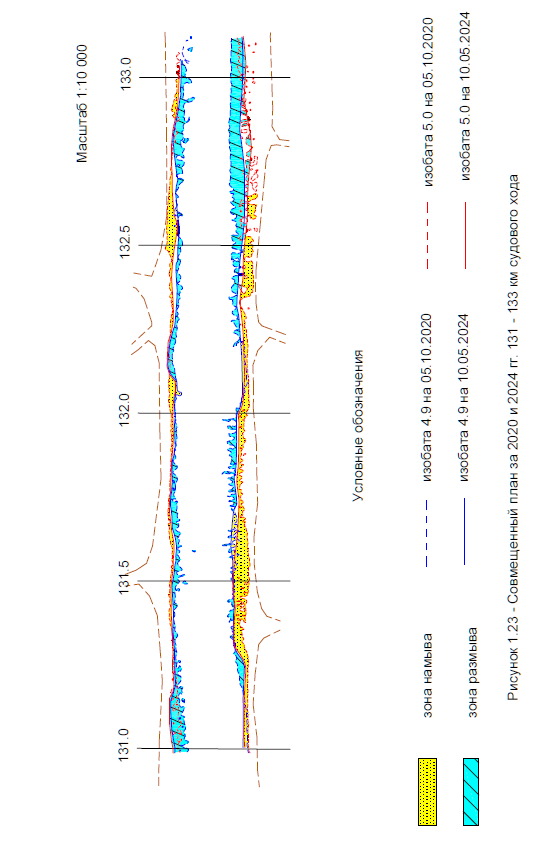 Масштаб 1:10 000
131.0
131.5
132.0
132.5
133.0
Условные обозначения
зона намыва
изобата 4.9 на 05.10.2020
изобата 5.0 на 05.10.2020
зона размыва
изобата 4.9 на 10.05.2024
изобата 5.0 на 10.05.2024
Рисунок 1.23 - Совмещенный план за 2020 и 2024 гг. 131 - 133 км судового хода